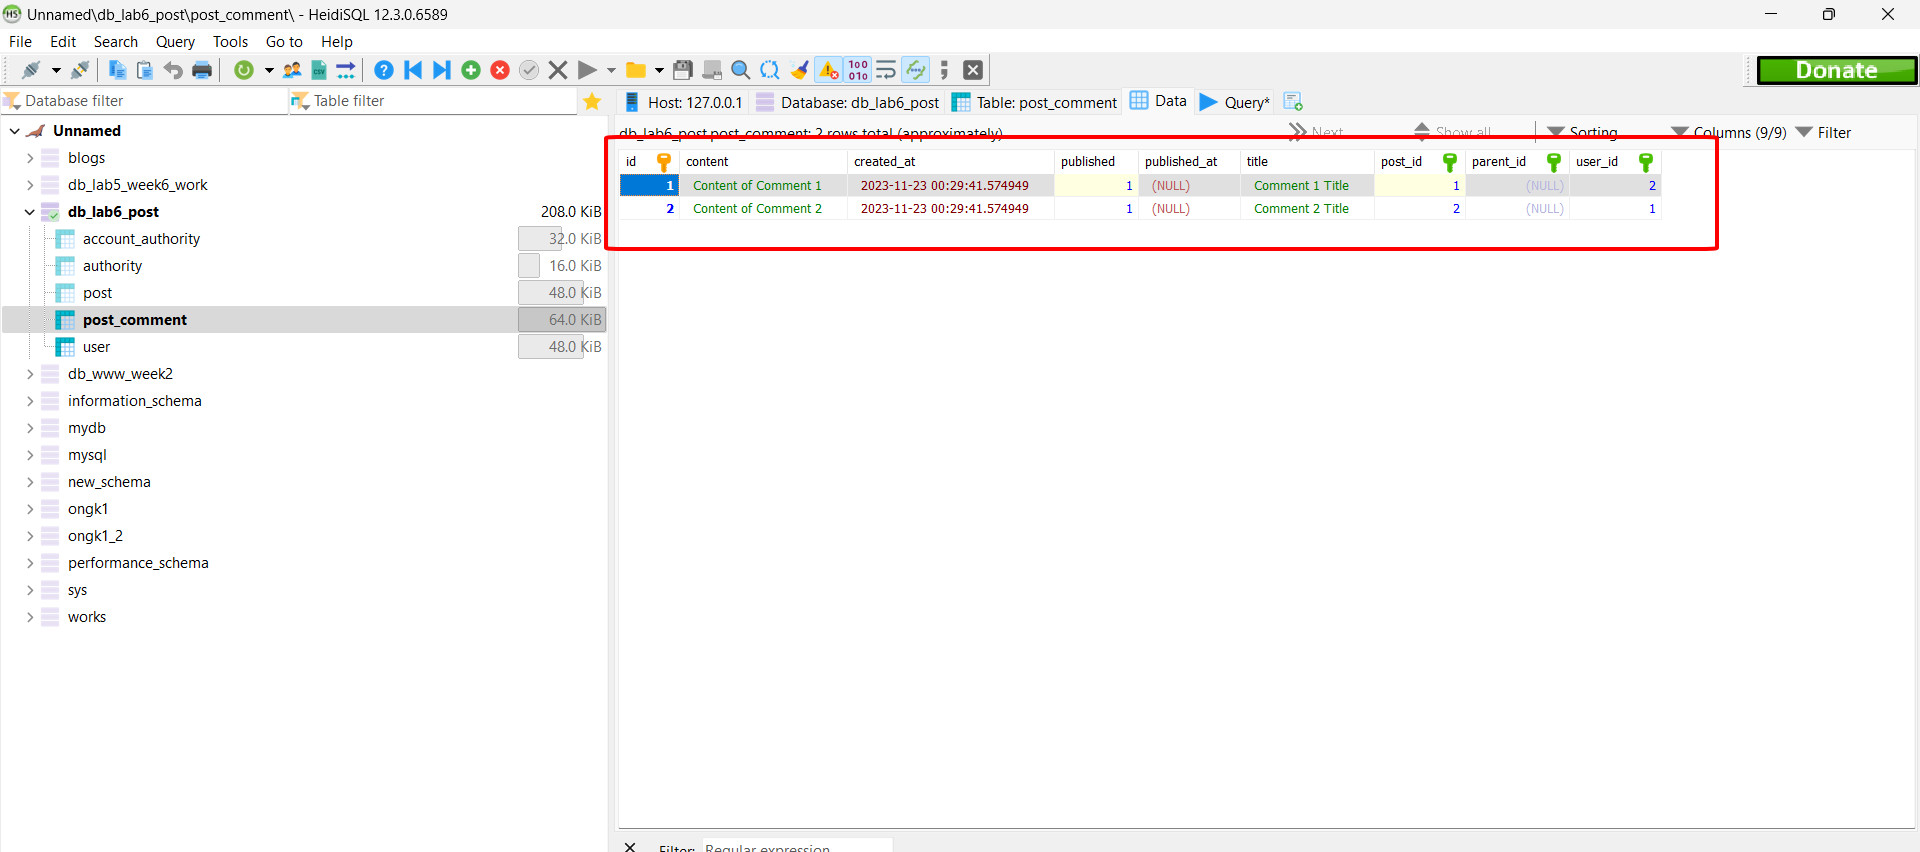 Unnamed\db_lab6_post\post_comment\ - HeidiSQL 12.3.0.6589
File Edit Search Query Tools Go to Help
Donate
Database filter Table filter
Host: 127.0.0.1 Database: db_lab6_post Table: post_comment Data Query*
db_lab6_post.post_comment: 2 rows total (approximately) Next Show all Sorting Columns (9/9) Filter
id content created_at published published_at title post_id parent_id user_id
1 Content of Comment 1 2023-11-23 00:29:41.574949 1 (NULL) Comment 1 Title 1 (NULL) 2
2 Content of Comment 2 2023-11-23 00:29:41.574949 1 (NULL) Comment 2 Title 2 (NULL) 1
Unnamed
blogs
db_lab5_week6_work
db_lab6_post 208.0 KiB
account_authority 32.0 KiB
authority 16.0 KiB
post 48.0 KiB
post_comment 64.0 KiB
user 48.0 KiB
db_www_week2
information_schema
mydb
mysql
new_schema
ongk1
ongk1_2
performance_schema
sys
works
Filter: Regular expression